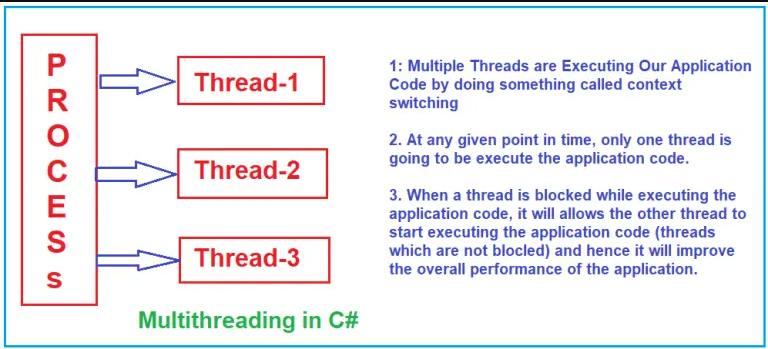 PROCESs
Thread-1
Thread-2
Thread-3
Multithreading in C#
1: Multiple Threads are Executing Our Application
Code by doing something called context
switching
2. At any given point in time, only one thread is
going to be execute the application code.
3. When a thread is blocked while executing the
application code, it will allows the other thread to
start executing the application code (threads
which are not blocled) and hence it will improve
the overall performance of the application.